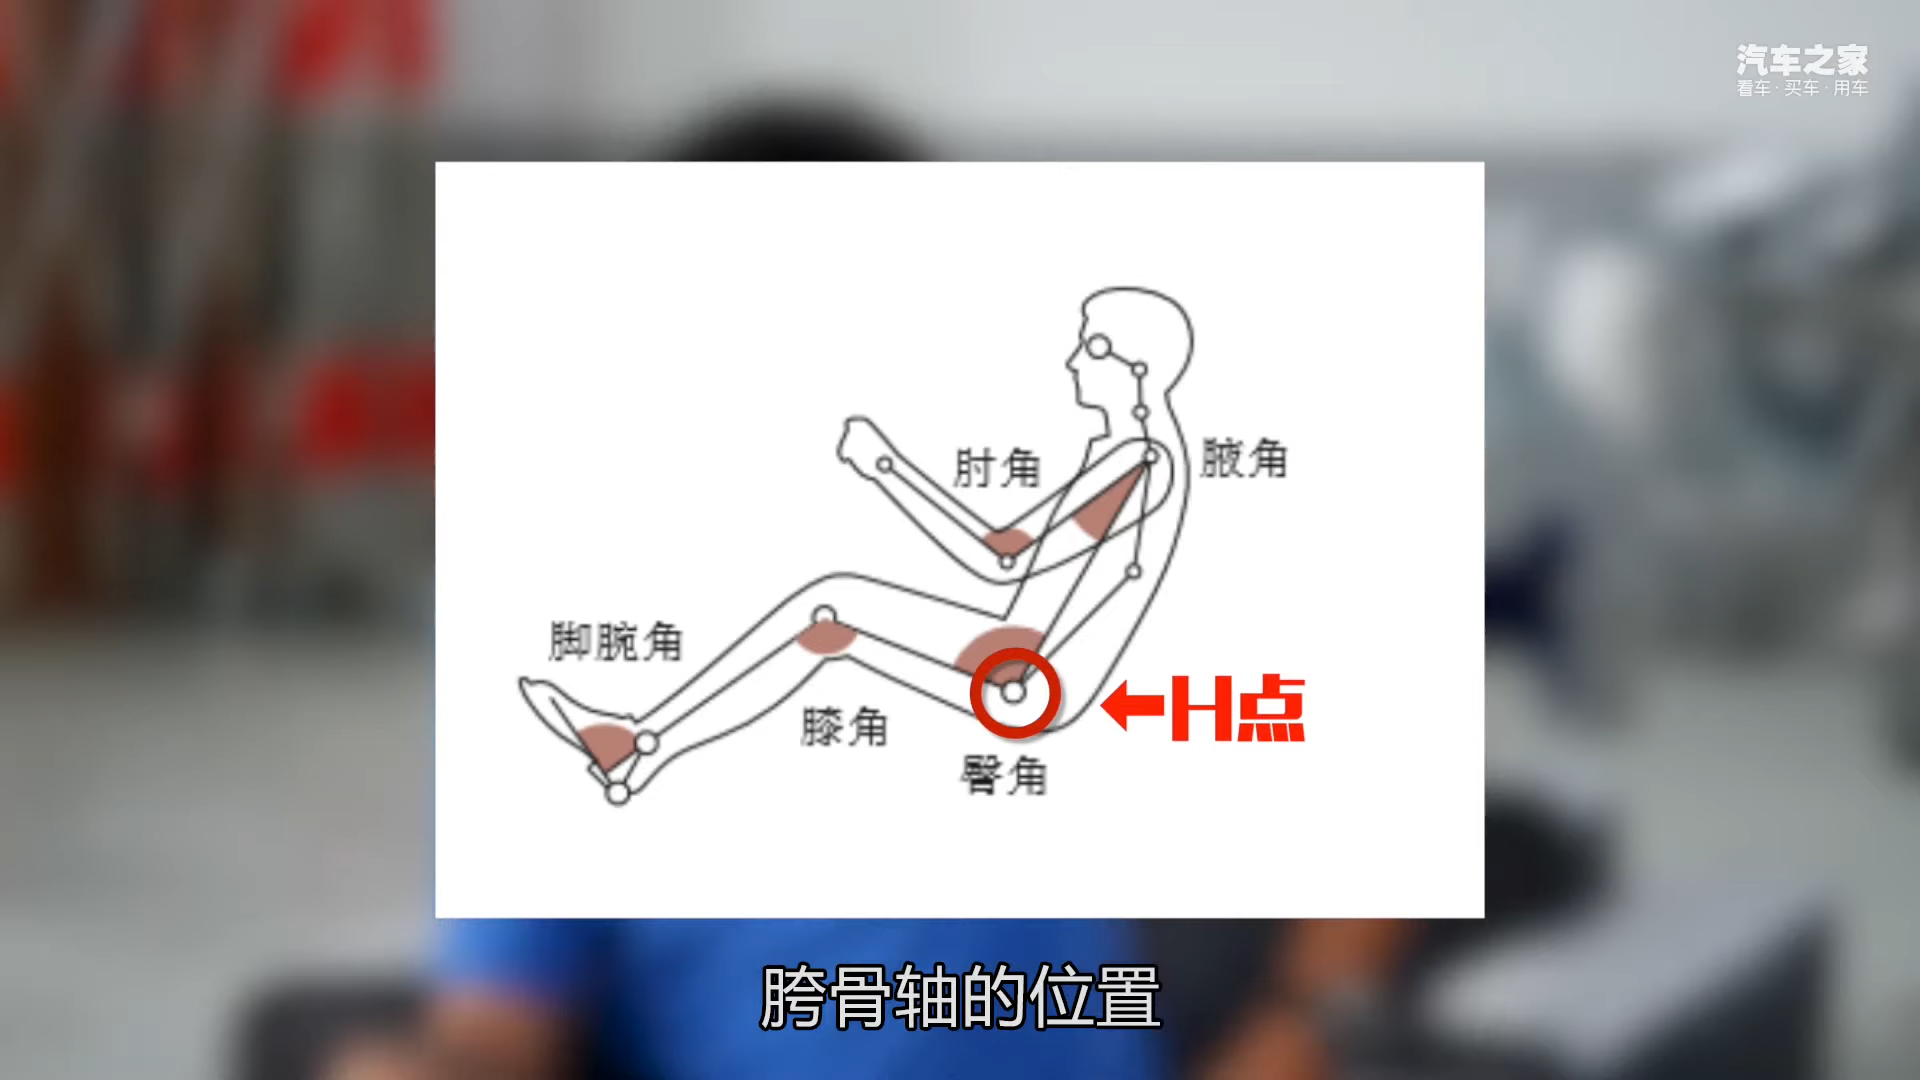 汽车之家
看车·买车·用车
肘角
腋角
脚腕角
膝角
H点
臀角
胯骨轴的位置